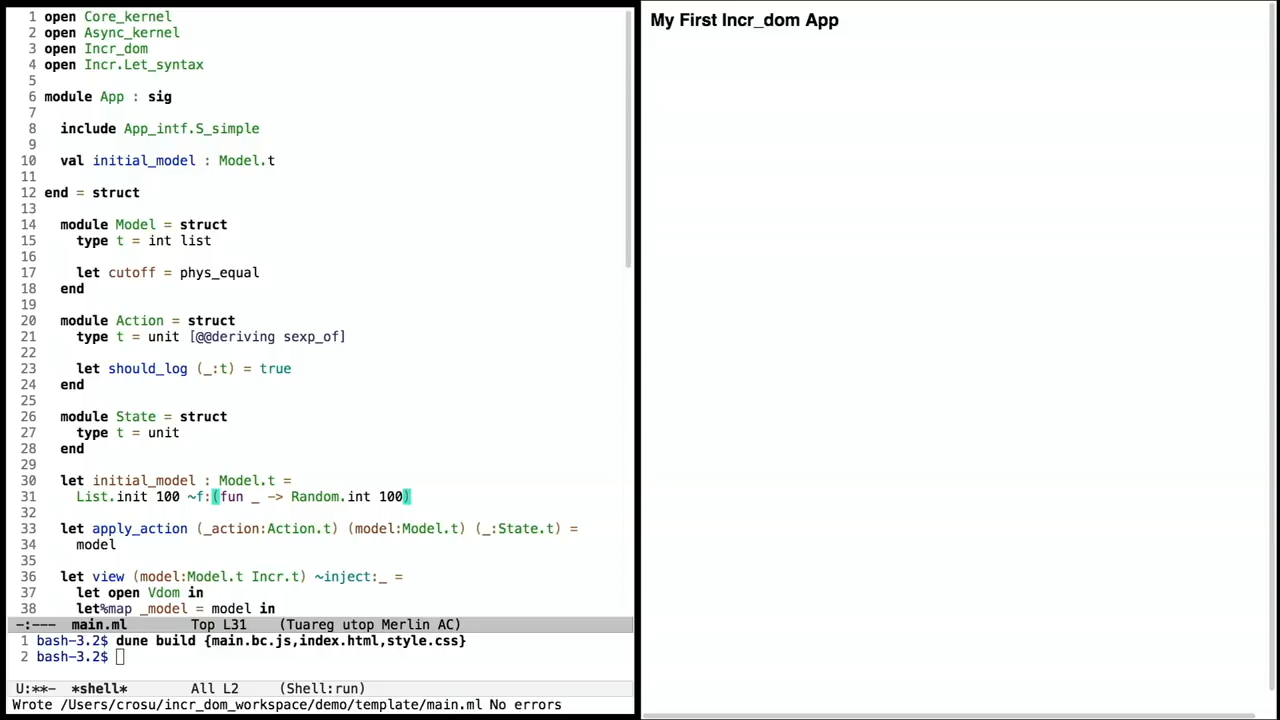 1 open Core_kernel
2 open Async_kernel
3 open Incr_dom
4 open Incr.Let_syntax
5
6 module App : sig
7
8 include App_intf.S_simple
9
10 val initial_model : Model.t
11
12 end = struct
13
14 module Model = struct
15 type t = int list
16
17 let cutoff = phys_equal
18 end
19
20 module Action = struct
21 type t = unit [@@deriving sexp_of]
22
23 let should_log (_:t) = true
24 end
25
26 module State = struct
27 type t = unit
28 end
29
30 let initial_model : Model.t =
31 List.init 100 ~f:(fun _ -> Random.int 100)
32
33 let apply_action (_action:Action.t) (model:Model.t) (_:State.t) =
34 model
35
36 let view (model:Model.t Incr.t) ~inject:_ =
37 let open Vdom in
38 let%map _model = model in
-:--- main.ml Top L31 (Tuareg utop Merlin AC)
1 bash-3.2$ dune build {main.bc.js,index.html,style.css}
2 bash-3.2$
U:**- *shell* All L2 (Shell:run)
Wrote /Users/crosu/incr_dom_workspace/demo/template/main.ml No errors
My First Incr_dom App